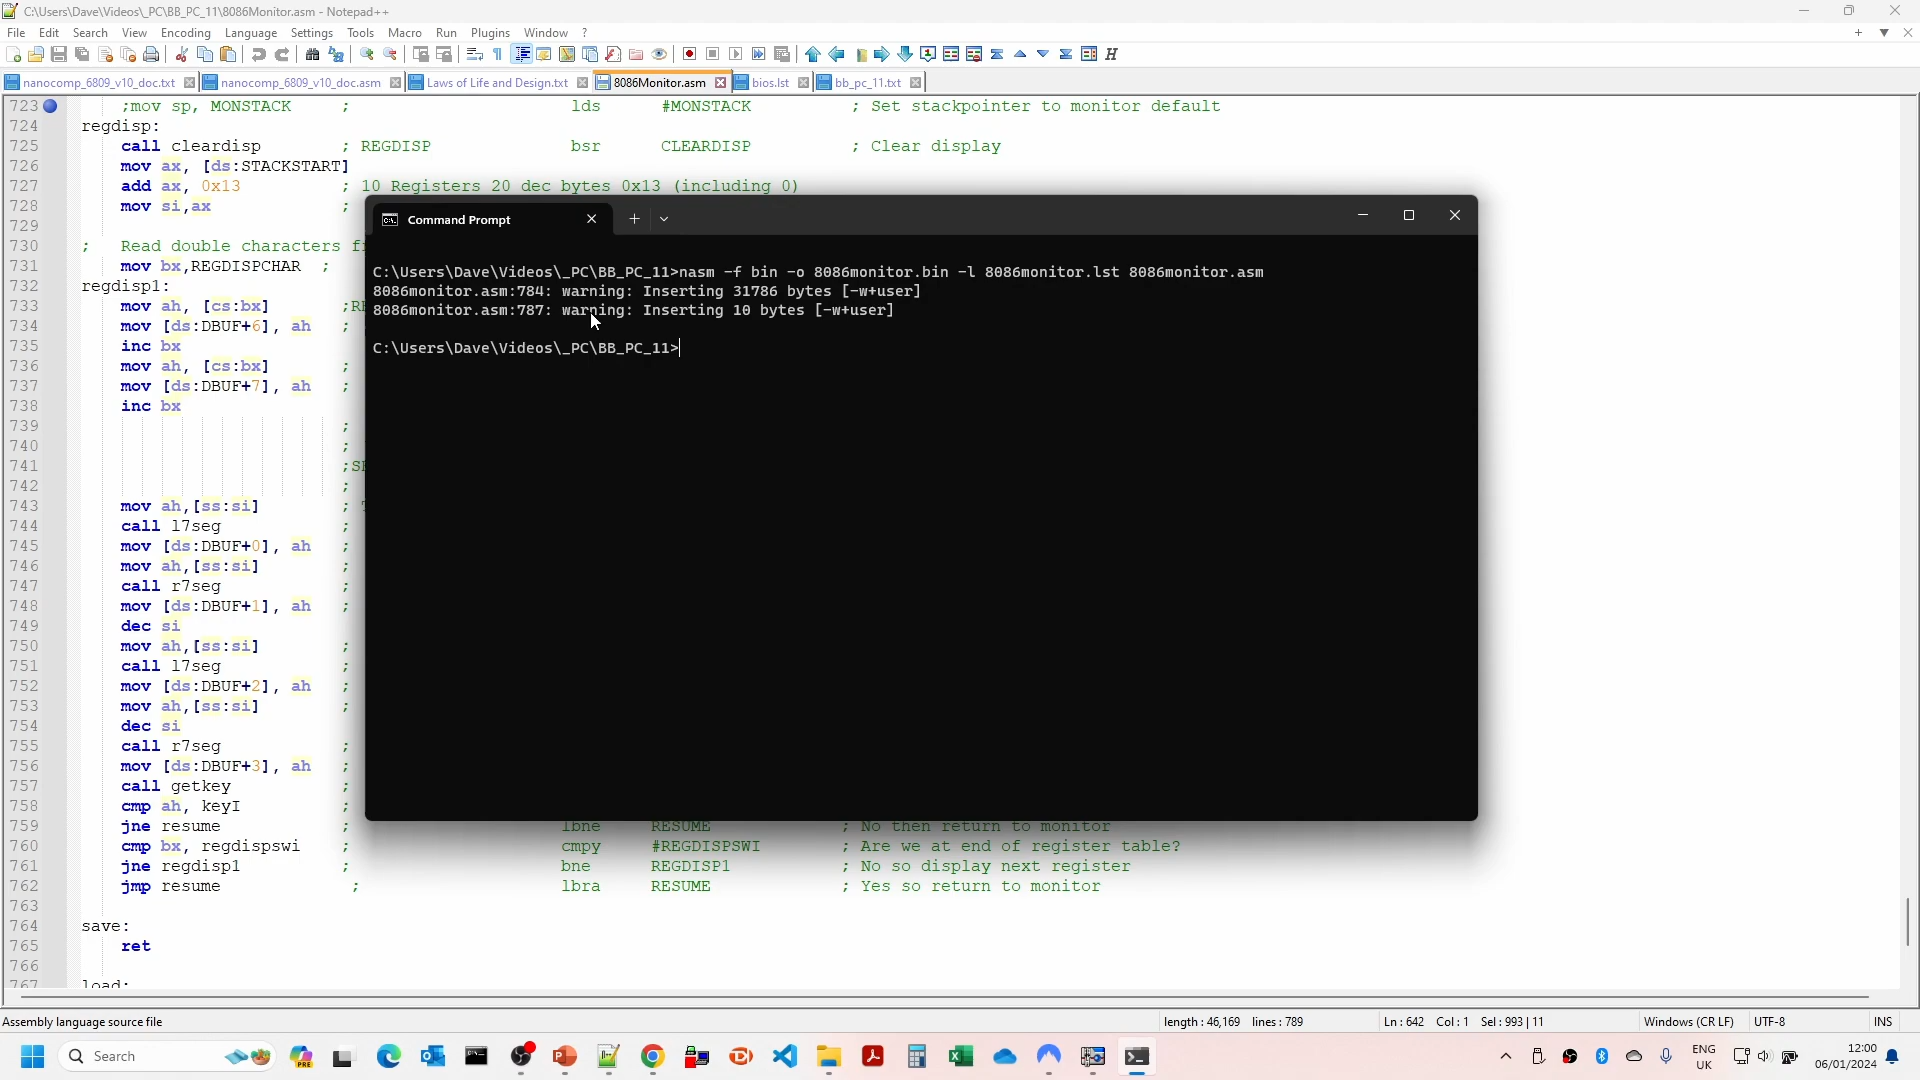 C:\Users\Dave\Videos\_PC\BB_PC_11\8086Monitor.asm - Notepad++
File Edit Search View Encoding Language Settings Tools Macro Run Plugins Window ?
nanocomp_6809_v10_doc.txt nanocomp_6809_v10_doc.asm Laws of Life and Design.txt 8086Monitor.asm bios.lst bb_pc_11.txt
723 ;mov sp, MONSTACK ; lds #MONSTACK ; Set stackpointer to monitor default
724 regdisp:
725 call cleardisp ; REGDISP bsr CLEARDISP ; Clear display
726 mov ax, [ds:STACKSTART]
727 add ax, 0x13 ; 10 Registers 20 dec bytes 0x13 (including 0)
728 mov si,ax ;
729
730 ; Read double characters
731 mov bx,REGDISPCHAR ;
732 regdisp1:
733 mov ah, [cs:bx]
734 mov [ds:DBUF+6], ah ;
735 inc bx
736 mov ah, [cs:bx] ;
737 mov [ds:DBUF+7], ah ;
738 inc bx
739 ;
740 ;
741
742 ;
743 mov ah,[ss:si] ;
744 call l7seg ;
745 mov [ds:DBUF+0], ah ;
746 mov ah,[ss:si] ;
747 call r7seg ;
748 mov [ds:DBUF+1], ah ;
749 dec si
750 mov ah,[ss:si] ;
751 call l7seg ;
752 mov [ds:DBUF+2], ah ;
753 mov ah,[ss:si] ;
754 dec si
755 call r7seg ;
756 mov [ds:DBUF+3], ah ;
757 call getkey ;
758 cmp ah, keyI ;
759 jne resume ; lbne RESUME ; No then return to monitor
760 cmp bx, regdispswi ; cmpy #REGDISPSWI ; Are we at end of register table?
761 jne regdisp1 ; bne REGDISP1 ; No so display next register
762 jmp resume ; lbra RESUME ; Yes so return to monitor
763
764 save:
765 ret
766
767 load:
Command Prompt
C:\Users\Dave\Videos\_PC\BB_PC_11>nasm -f bin -o 8086monitor.bin -l 8086monitor.lst 8086monitor.asm
8086monitor.asm:784: warning: Inserting 31786 bytes [-w+user]
8086monitor.asm:787: warning: Inserting 10 bytes [-w+user]
C:\Users\Dave\Videos\_PC\BB_PC_11>
Assembly language source file length : 46,169 lines : 789 Ln : 642 Col : 1 Sel : 993 | 11 Windows (CR LF) UTF-8 INS
Search
ENG
UK
12:00
06/01/2024